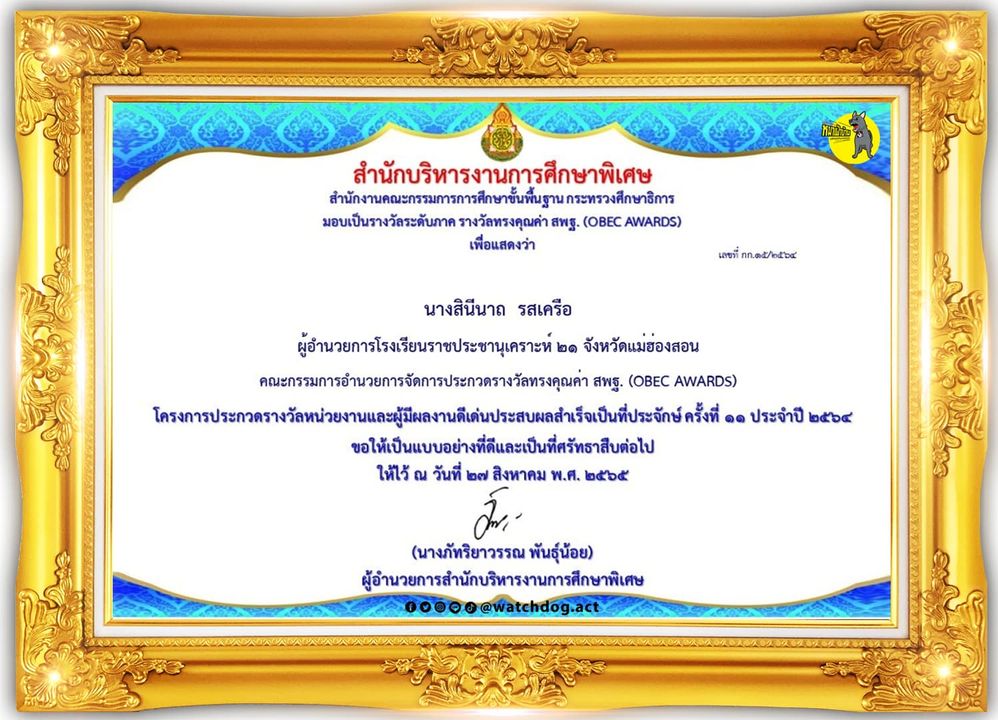 สำนักบริหารงานการศึกษาพิเศษ
สำนักงานคณะกรรมการการศึกษาขั้นพื้นฐาน กระทรวงศึกษาธิการ
มอบเป็นรางวัลระดับภาค รางวัลทรงคุณค่า สพฐ. (OBEC AWARDS)
เพื่อแสดงว่า
เลขที่ กก.๑๕/๒๕๖๔
นางสินีนาถ รสเครือ
ผู้อำนวยการโรงเรียนราชประชานุเคราะห์ ๒๑ จังหวัดแม่ฮ่องสอน
คณะกรรมการอำนวยการจัดการประกวดรางวัลทรงคุณค่า สพฐ. (OBEC AWARDS)
โครงการประกวดรางวัลหน่วยงานและผู้มีผลงานดีเด่นประสบผลสำเร็จเป็นที่ประจักษ์ ครั้งที่ ๑๑ ประจำปี ๒๕๖๔
ขอให้เป็นแบบอย่างที่ดีและเป็นที่ศรัทธาสืบต่อไป
ให้ไว้ ณ วันที่ ๒๗ สิงหาคม พ.ศ. ๒๕๖๕
(นางภัทริยาวรรณ พันธุ์น้อย)
ผู้อำนวยการสำนักบริหารงานการศึกษาพิเศษ
@watchdog.act